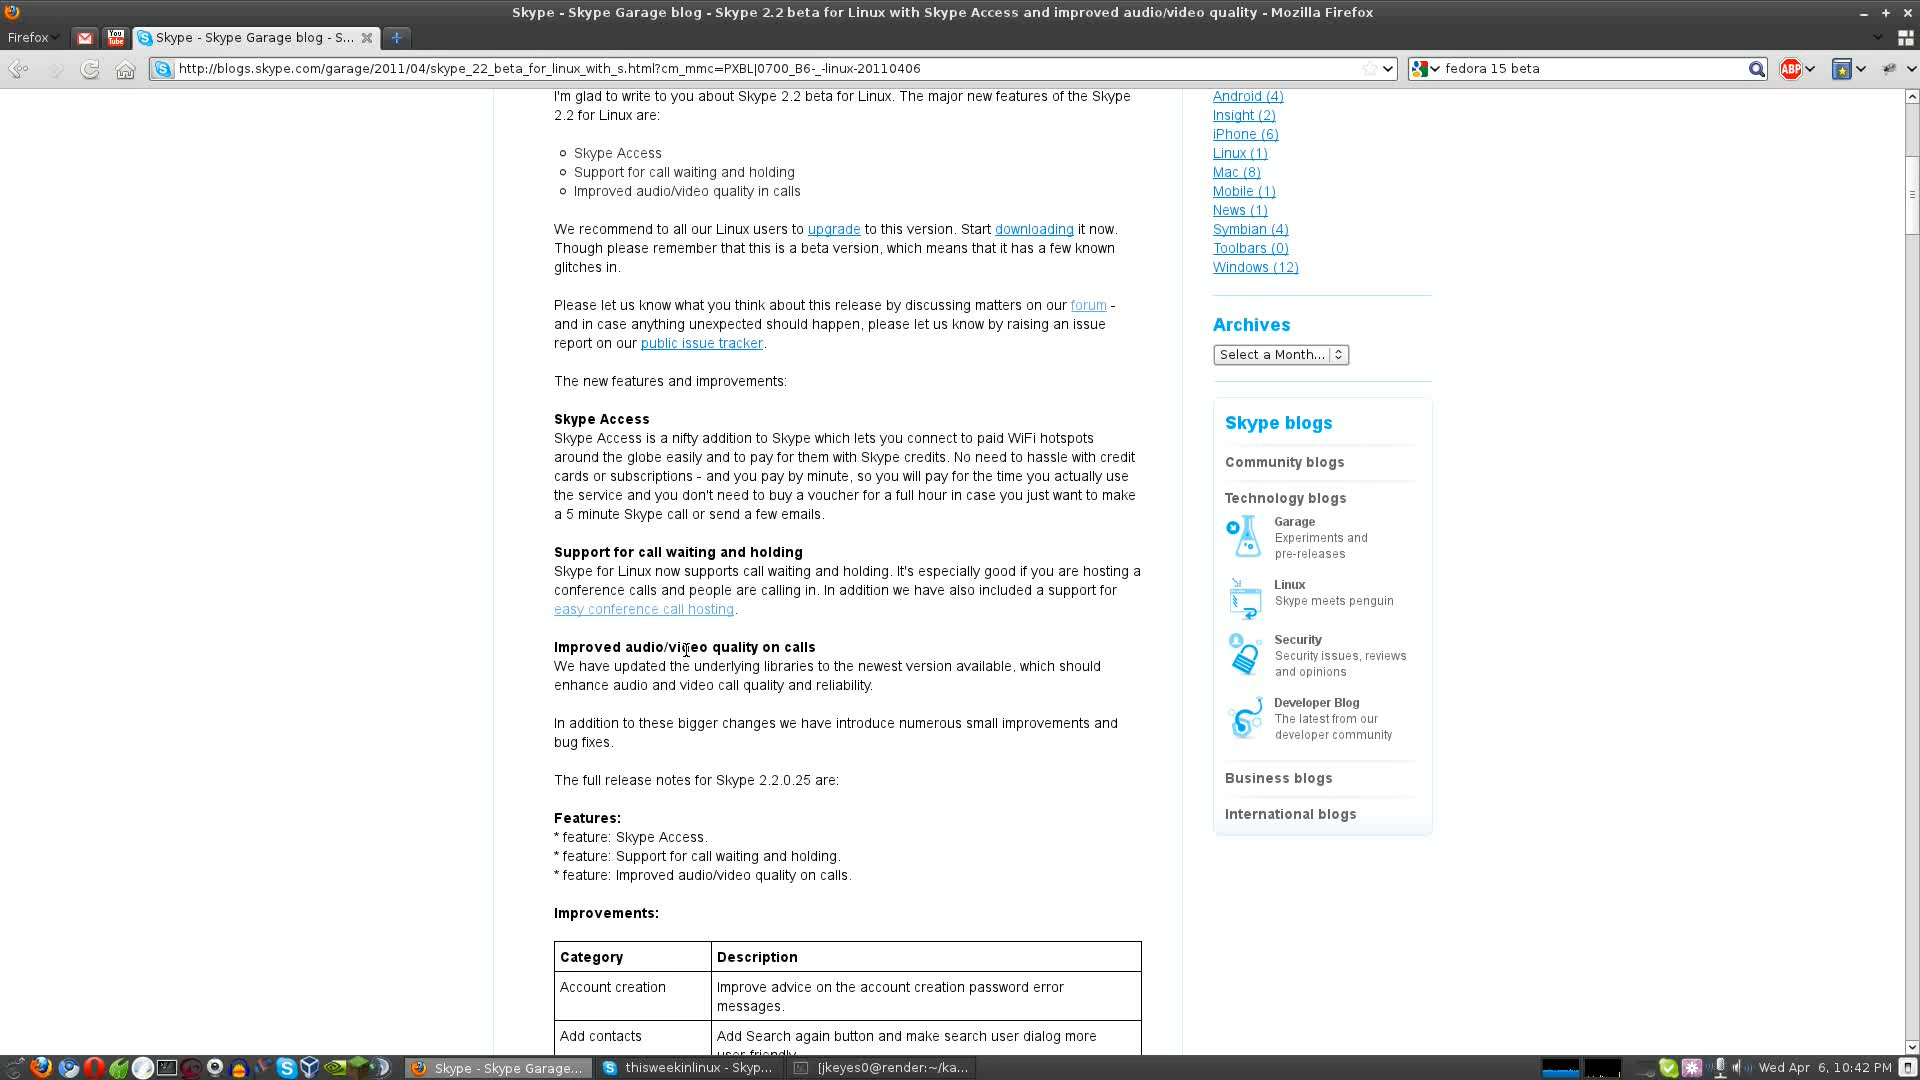 Skype - Skype Garage blog - Skype 2.2 beta for Linux with Skype Access and improved audio/video quality - Mozilla Firefox
Firefox
You Tube
Skype - Skype Garage blog - S...
http://blogs.skype.com/garage/2011/04/skype_22_beta_for_linux_with_s.html?cm_mmc=PXBL|0700_B6-_-linux-20110406
fedora 15 beta
ABP
I'm glad to write to you about Skype 2.2 beta for Linux. The major new features of the Skype
2.2 for Linux are:
Skype Access
Support for call waiting and holding
Improved audio/video quality in calls
We recommend to all our Linux users to upgrade to this version. Start downloading it now.
Though please remember that this is a beta version, which means that it has a few known
glitches in.
Please let us know what you think about this release by discussing matters on our forum -
and in case anything unexpected should happen, please let us know by raising an issue
report on our public issue tracker.
The new features and improvements:
Skype Access
Skype Access is a nifty addition to Skype which lets you connect to paid WiFi hotspots
around the globe easily and to pay for them with Skype credits. No need to hassle with credit
cards or subscriptions - and you pay by minute, so you will pay for the time you actually use
the service and you don't need to buy a voucher for a full hour in case you just want to make
a 5 minute Skype call or send a few emails.
Support for call waiting and holding
Skype for Linux now supports call waiting and holding. It's especially good if you are hosting a
conference calls and people are calling in. In addition we have also included a support for
easy conference call hosting.
Improved audio/video quality on calls
We have updated the underlying libraries to the newest version available, which should
enhance audio and video call quality and reliability.
In addition to these bigger changes we have introduce numerous small improvements and
bug fixes.
The full release notes for Skype 2.2.0.25 are:
Features:
* feature: Skype Access.
* feature: Support for call waiting and holding.
* feature: Improved audio/video quality on calls.
Improvements:
Category Description
Account creation Improve advice on the account creation password error
messages.
Add contacts Add Search again button and make search user dialog more
user friendly
Android (4)
Insight (2)
iPhone (6)
Linux (1)
Mac (8)
Mobile (1)
News (1)
Symbian (4)
Toolbars (0)
Windows (12)
Archives
Select a Month...
Skype blogs
Community blogs
Technology blogs
Garage
Experiments and
pre-releases
Linux
Skype meets penguin
Security
Security issues, reviews
and opinions
Developer Blog
The latest from our
developer community
Business blogs
International blogs
Skype - Skype Garage...
thisweekinlinux - Skyp...
[jkeyes0@render:~/ka...
Wed Apr 6, 10:42 PM